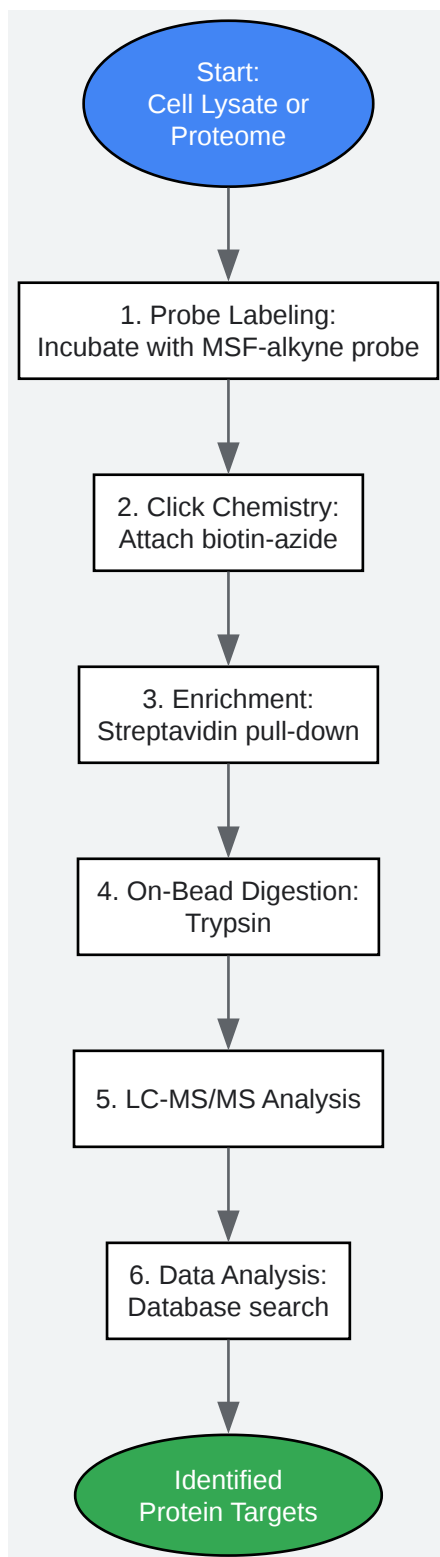 Start:
Cell Lysate or
Proteome
1. Probe Labeling:
Incubate with MSF-alkyne probe
2. Click Chemistry:
Attach biotin-azide
3. Enrichment:
Streptavidin pull-down
4. On-Bead Digestion:
Trypsin
5. LC-MS/MS Analysis
6. Data Analysis:
Database search
Identified
Protein Targets